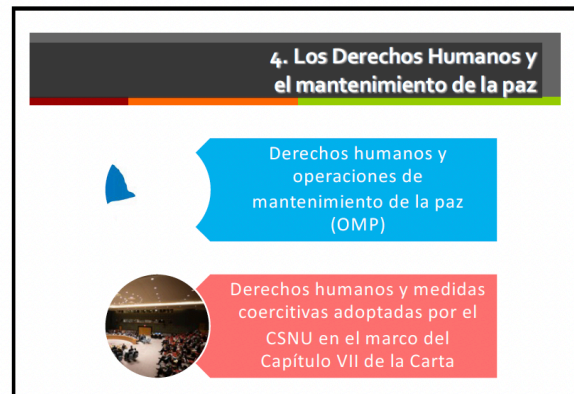 4. Los Derechos Humanos y
el mantenimiento de la paz
Derechos humanos y
operaciones de
mantenimiento de la paz
(OMP)
Derechos humanos y medidas
coercitivas adoptadas por el
CSNU en el marco del
Capítulo VII de la Carta